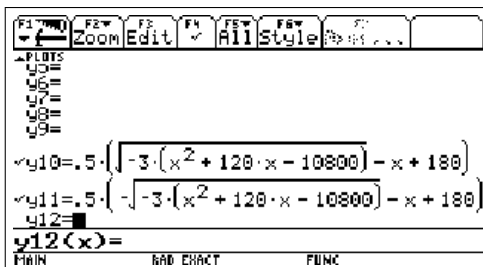 F1 F2 F3 F4 F5 F6
Zoom Edit ✓ All Style
PLOTS
y5=
y6=
y7=
y8=
y9=
✓y10=.5·(√-3·(x²+120·x-10800)-x+180)
✓y11=.5·(-√-3·(x²+120·x-10800)-x+180)
y12=
y12(x)=
MAIN RAD EXACT FUNC